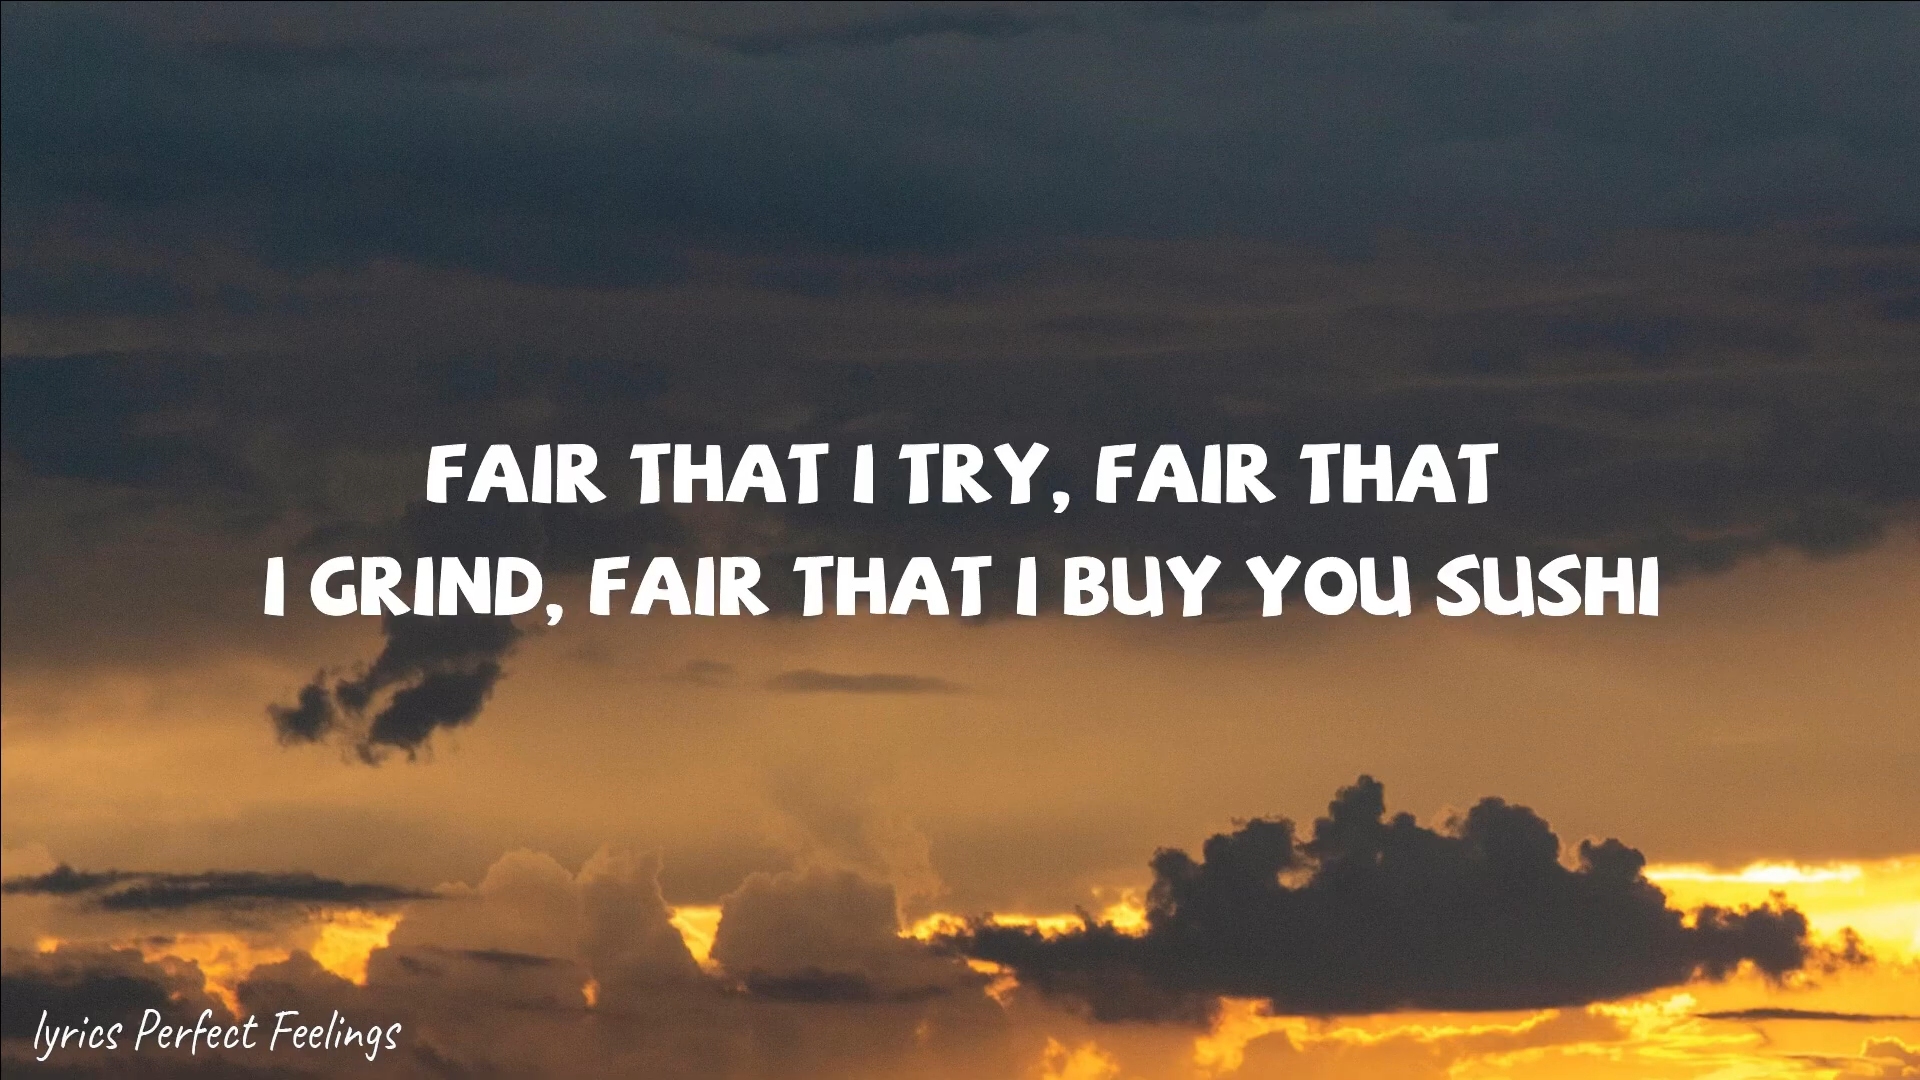 FAIR THAT I TRY, FAIR THAT
I GRIND, FAIR THAT I BUY YOU SUSHI
lyrics Perfect Feelings